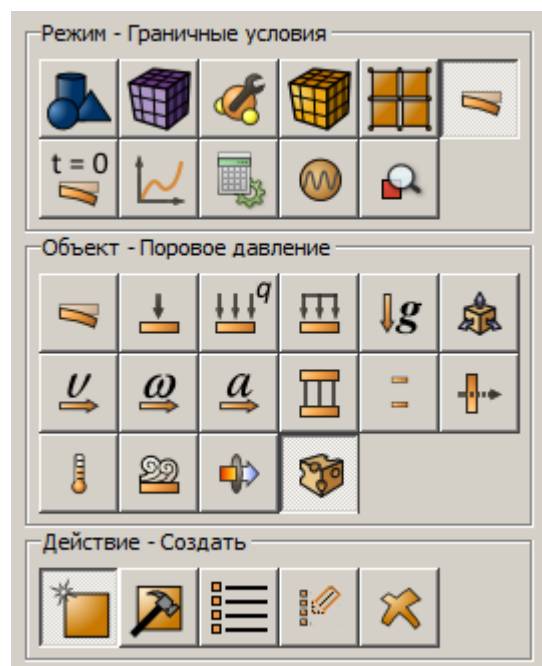 Режим - Граничные условия
t = 0
Объект - Поровое давление
q
g
υ ω a
Действие - Создать